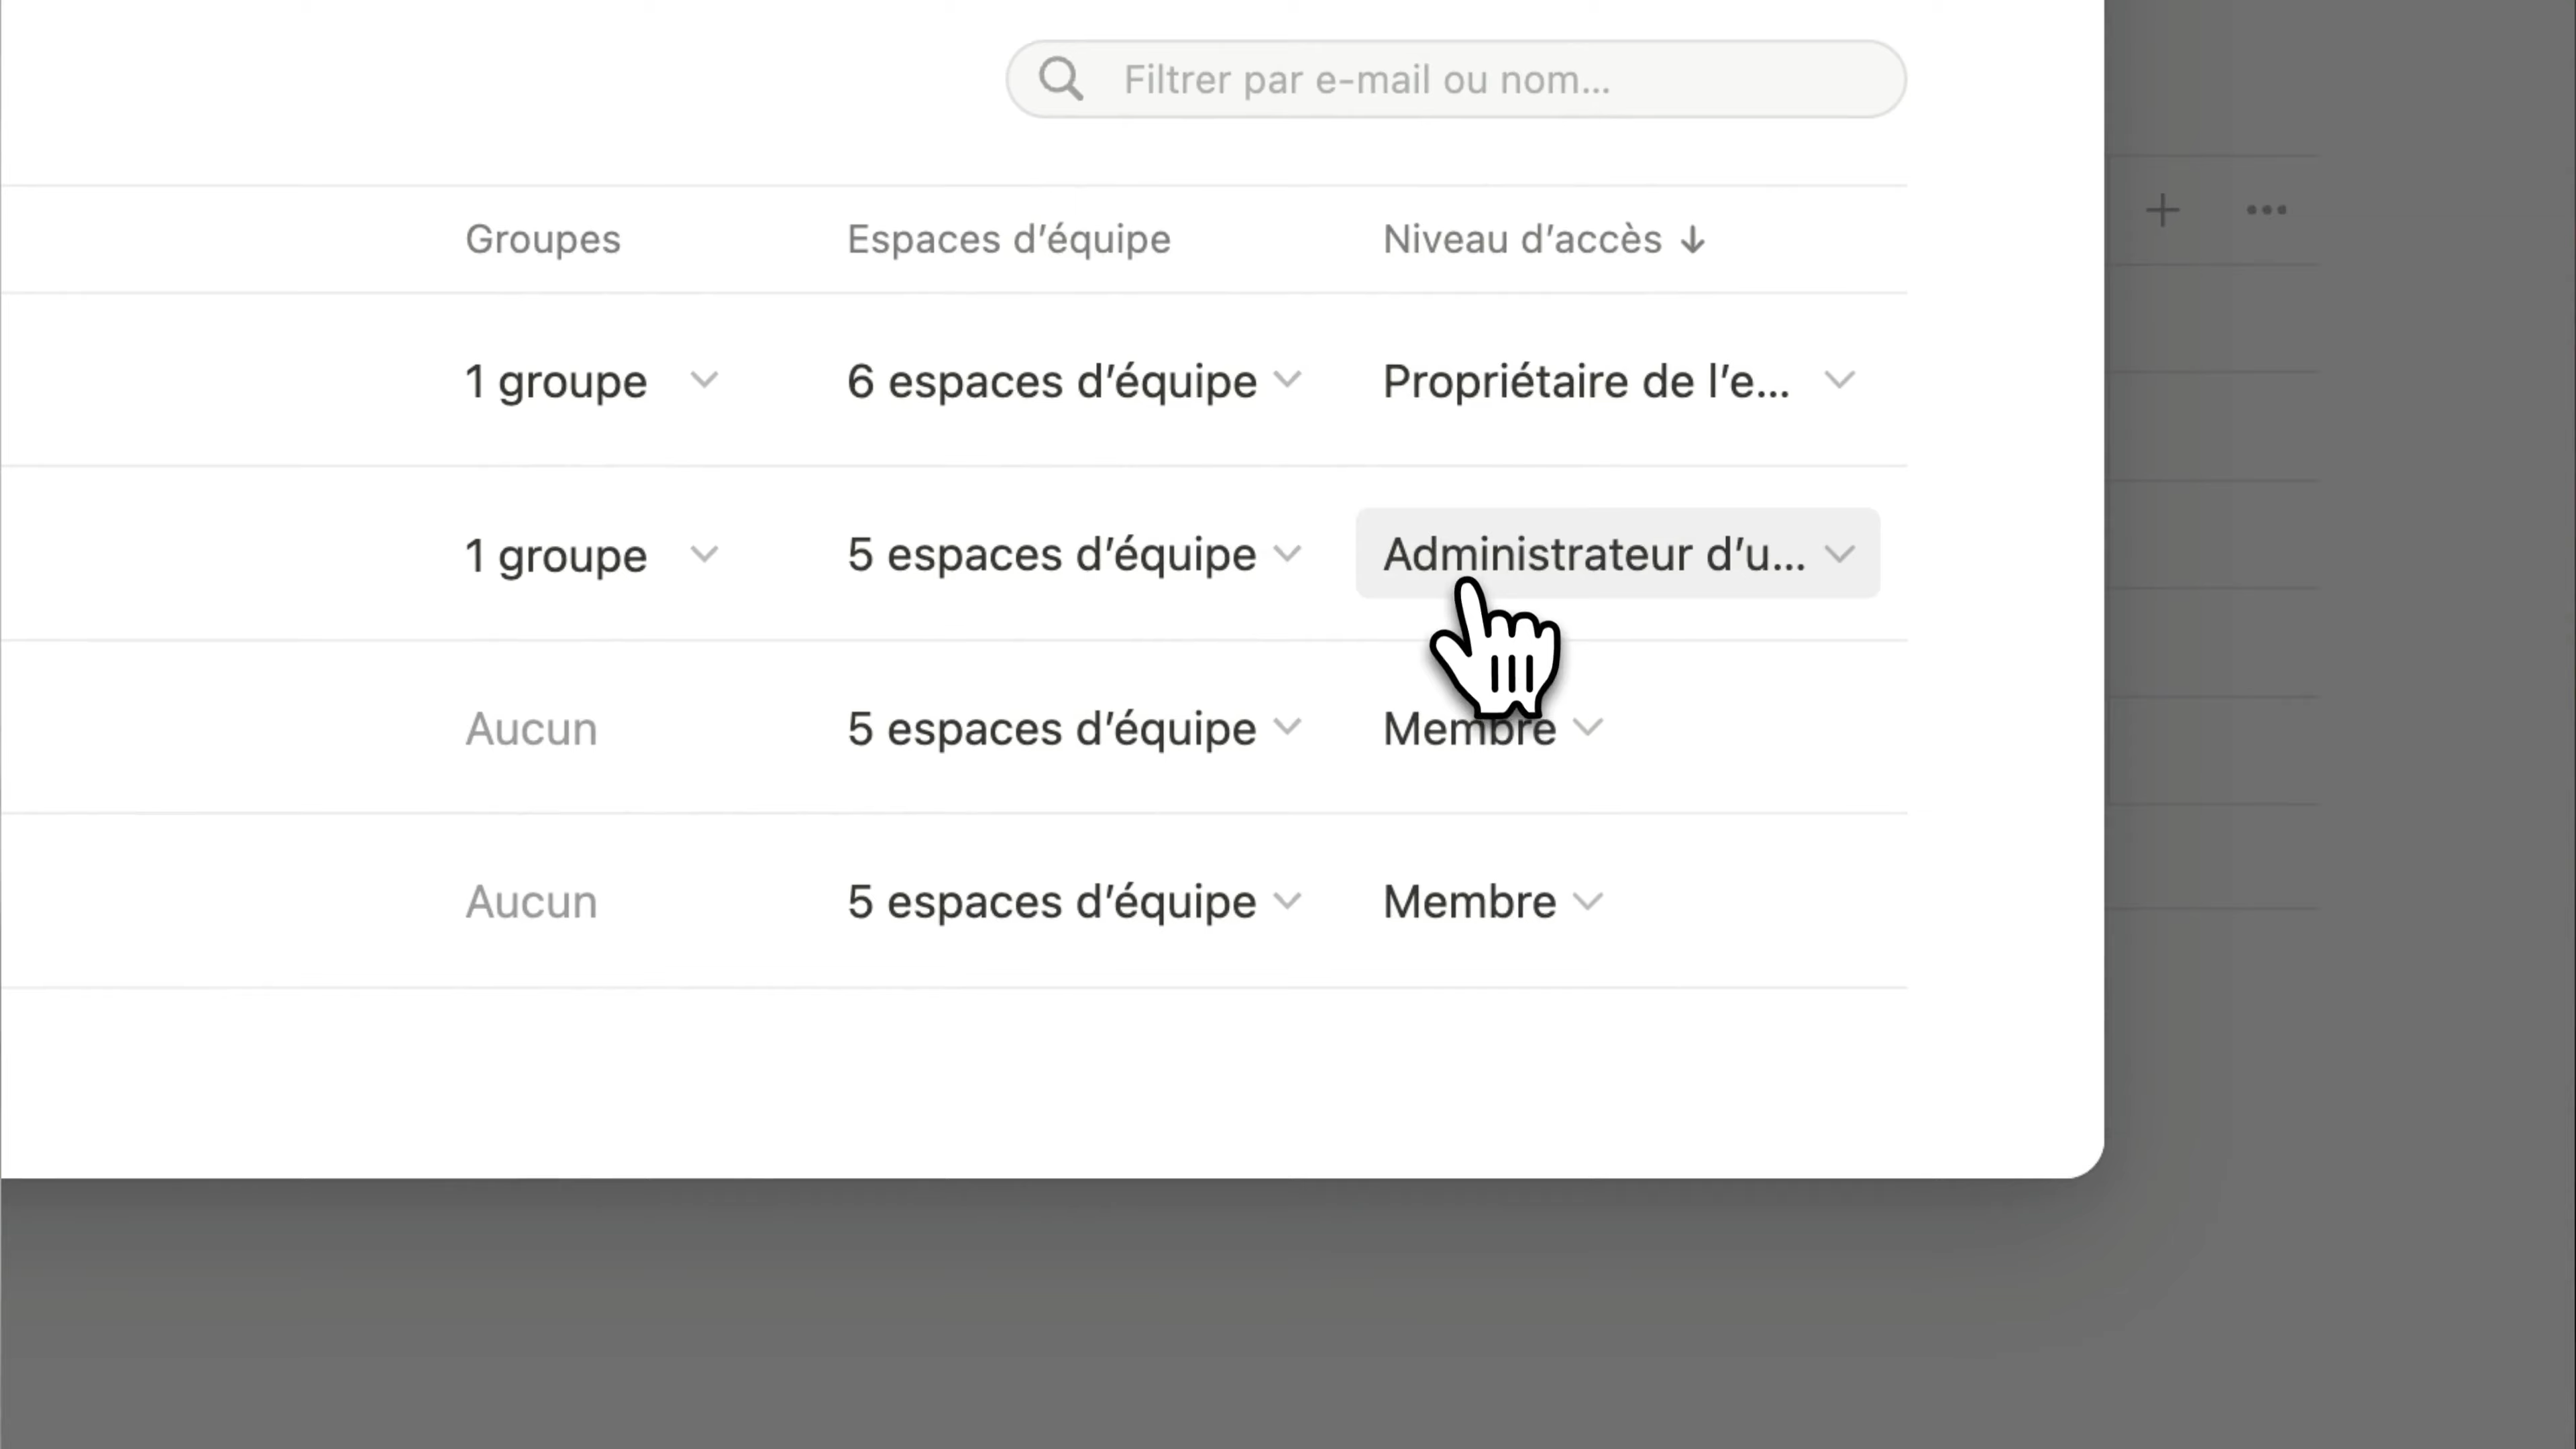 Filtrer par e-mail ou nom...
Groupes Espaces d’équipe Niveau d’accès ↓
1 groupe 6 espaces d’équipe Propriétaire de l’e...
1 groupe 5 espaces d’équipe Administrateur d’u...
Aucun 5 espaces d’équipe Membre
Aucun 5 espaces d’équipe Membre